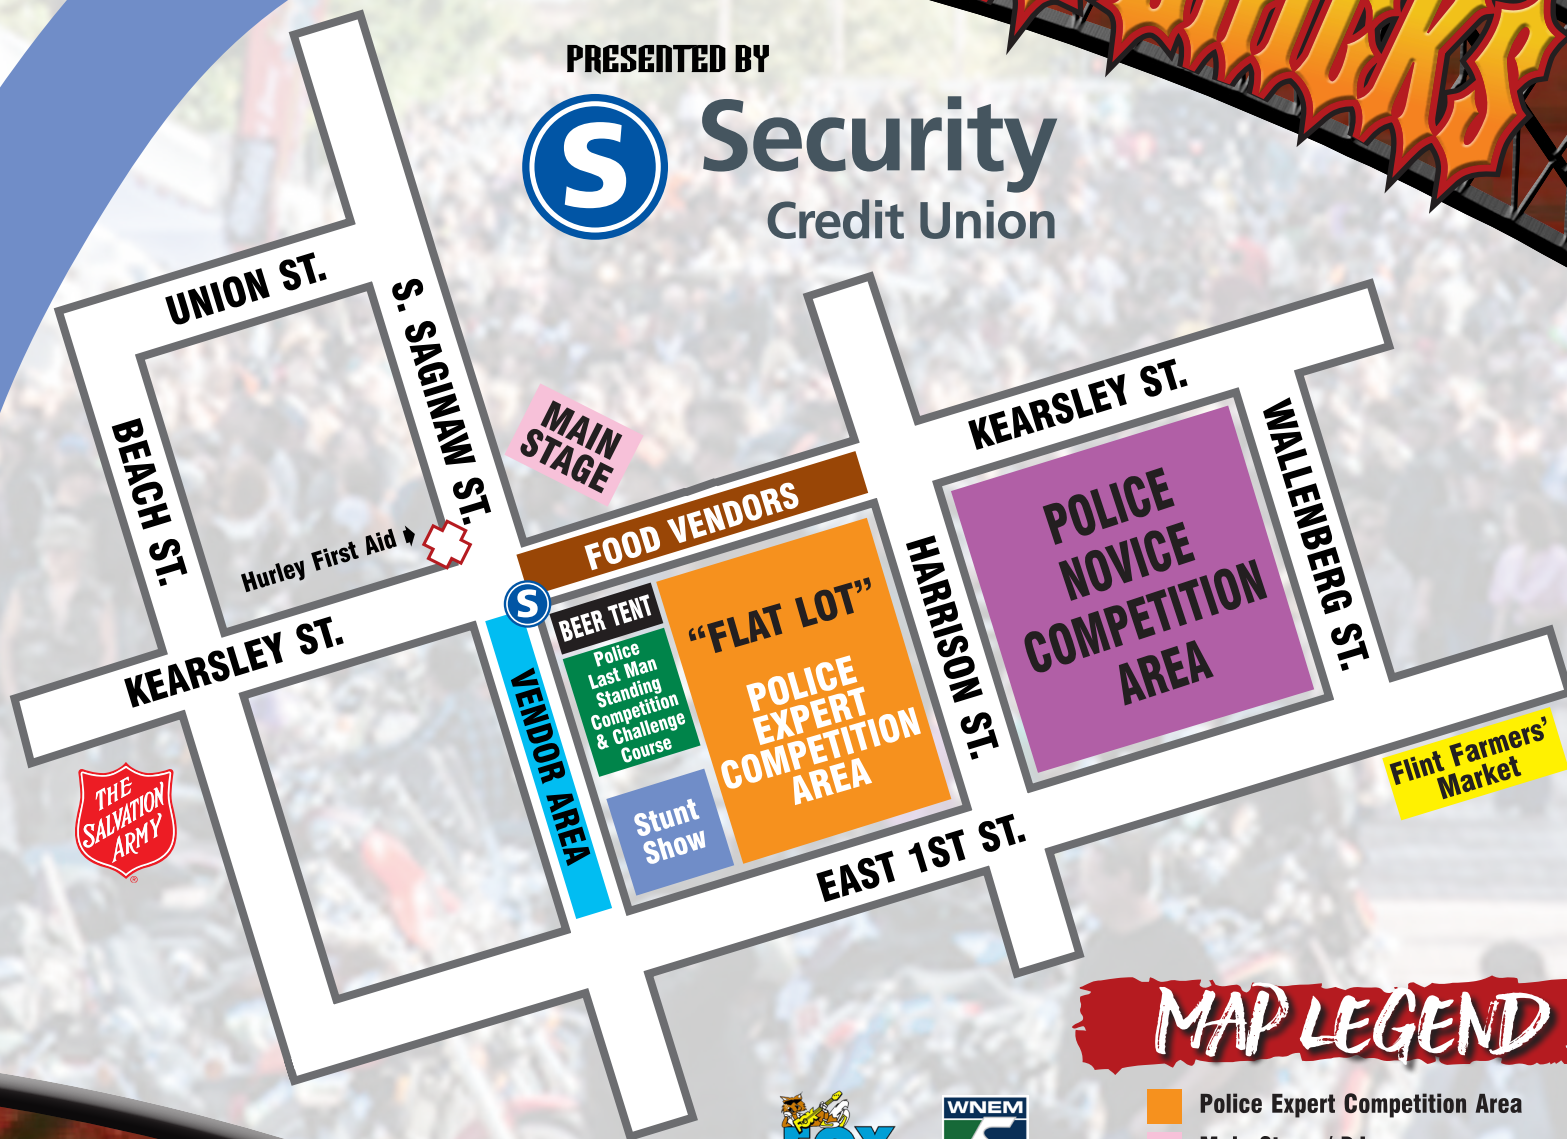 PRESENTED BY
S Security
Credit Union
UNION ST.
S. SAGINAW ST.
BEACH ST.
MAIN
STAGE
Hurley First Aid
KEARSLEY ST.
FOOD VENDORS
S
VENDOR AREA
BEER TENT
Police
Last Man
Standing
Competition
& Challenge
Course
Stunt
Show
"FLAT LOT"
POLICE
EXPERT
COMPETITION
AREA
HARRISON ST.
KEARSLEY ST.
POLICE
NOVICE
COMPETITION
AREA
WALLENBERG ST.
EAST 1ST ST.
Flint Farmers'
Market
THE
SALVATION
ARMY
®
MAP LEGEND
Police Expert Competition Area
WNEM
FOX